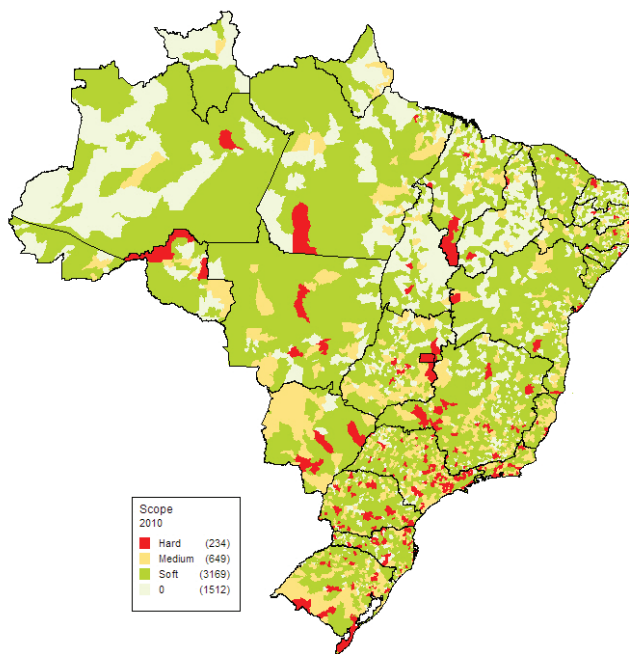 Scope
2010
Hard (234)
Medium (649)
Soft (3169)
0 (1512)